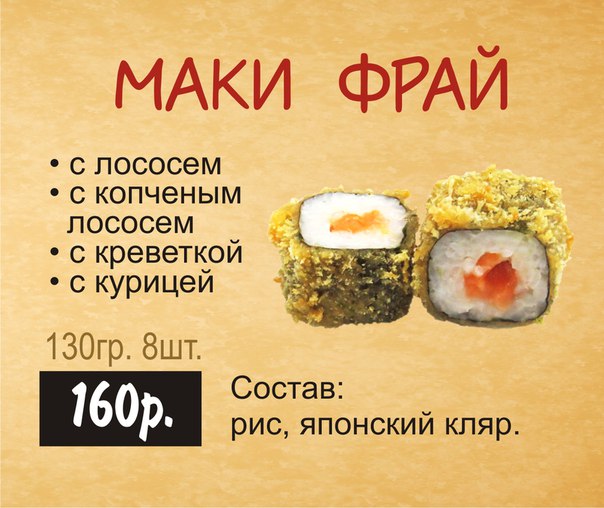 МАКИ ФРАЙ
• с лососем
• с копченым
лососем
• с креветкой
• с курицей
130гр. 8шт.
160р.
Состав:
рис, японский кляр.